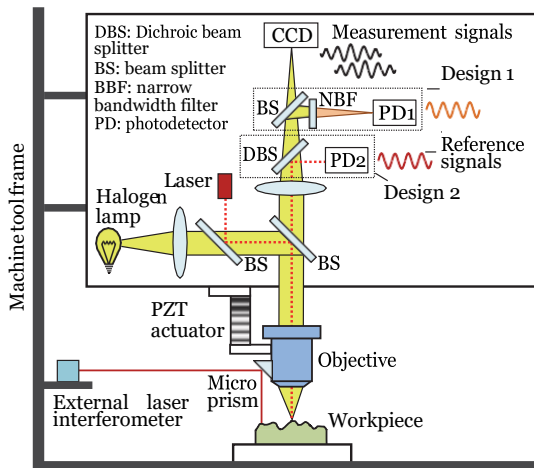 DBS: Dichroic beam
splitter
BS: beam splitter
BBF: narrow
bandwidth filter
PD: photodetector
CCD
Measurement signals
Design 1
BS
NBF
PD1
DBS
PD2
Reference
signals
Design 2
Laser
Halogen
lamp
BS
BS
Machine tool frame
PZT
actuator
Objective
Micro
prism
External laser
interferometer
Workpiece